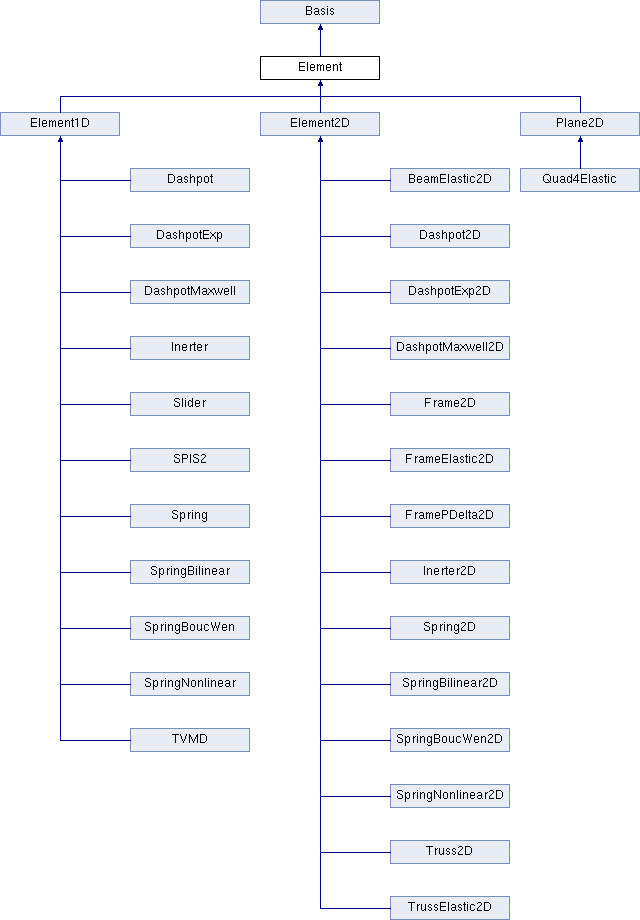 Basis
Element
Element1D
Element2D
Plane2D
Dashpot
BeamElastic2D
Quad4Elastic
DashpotExp
Dashpot2D
DashpotMaxwell
DashpotExp2D
Inerter
DashpotMaxwell2D
Slider
Frame2D
SPIS2
FrameElastic2D
Spring
FramePDelta2D
SpringBilinear
Inerter2D
SpringBoucWen
Spring2D
SpringNonlinear
SpringBilinear2D
TVMD
SpringBoucWen2D
SpringNonlinear2D
Truss2D
TrussElastic2D